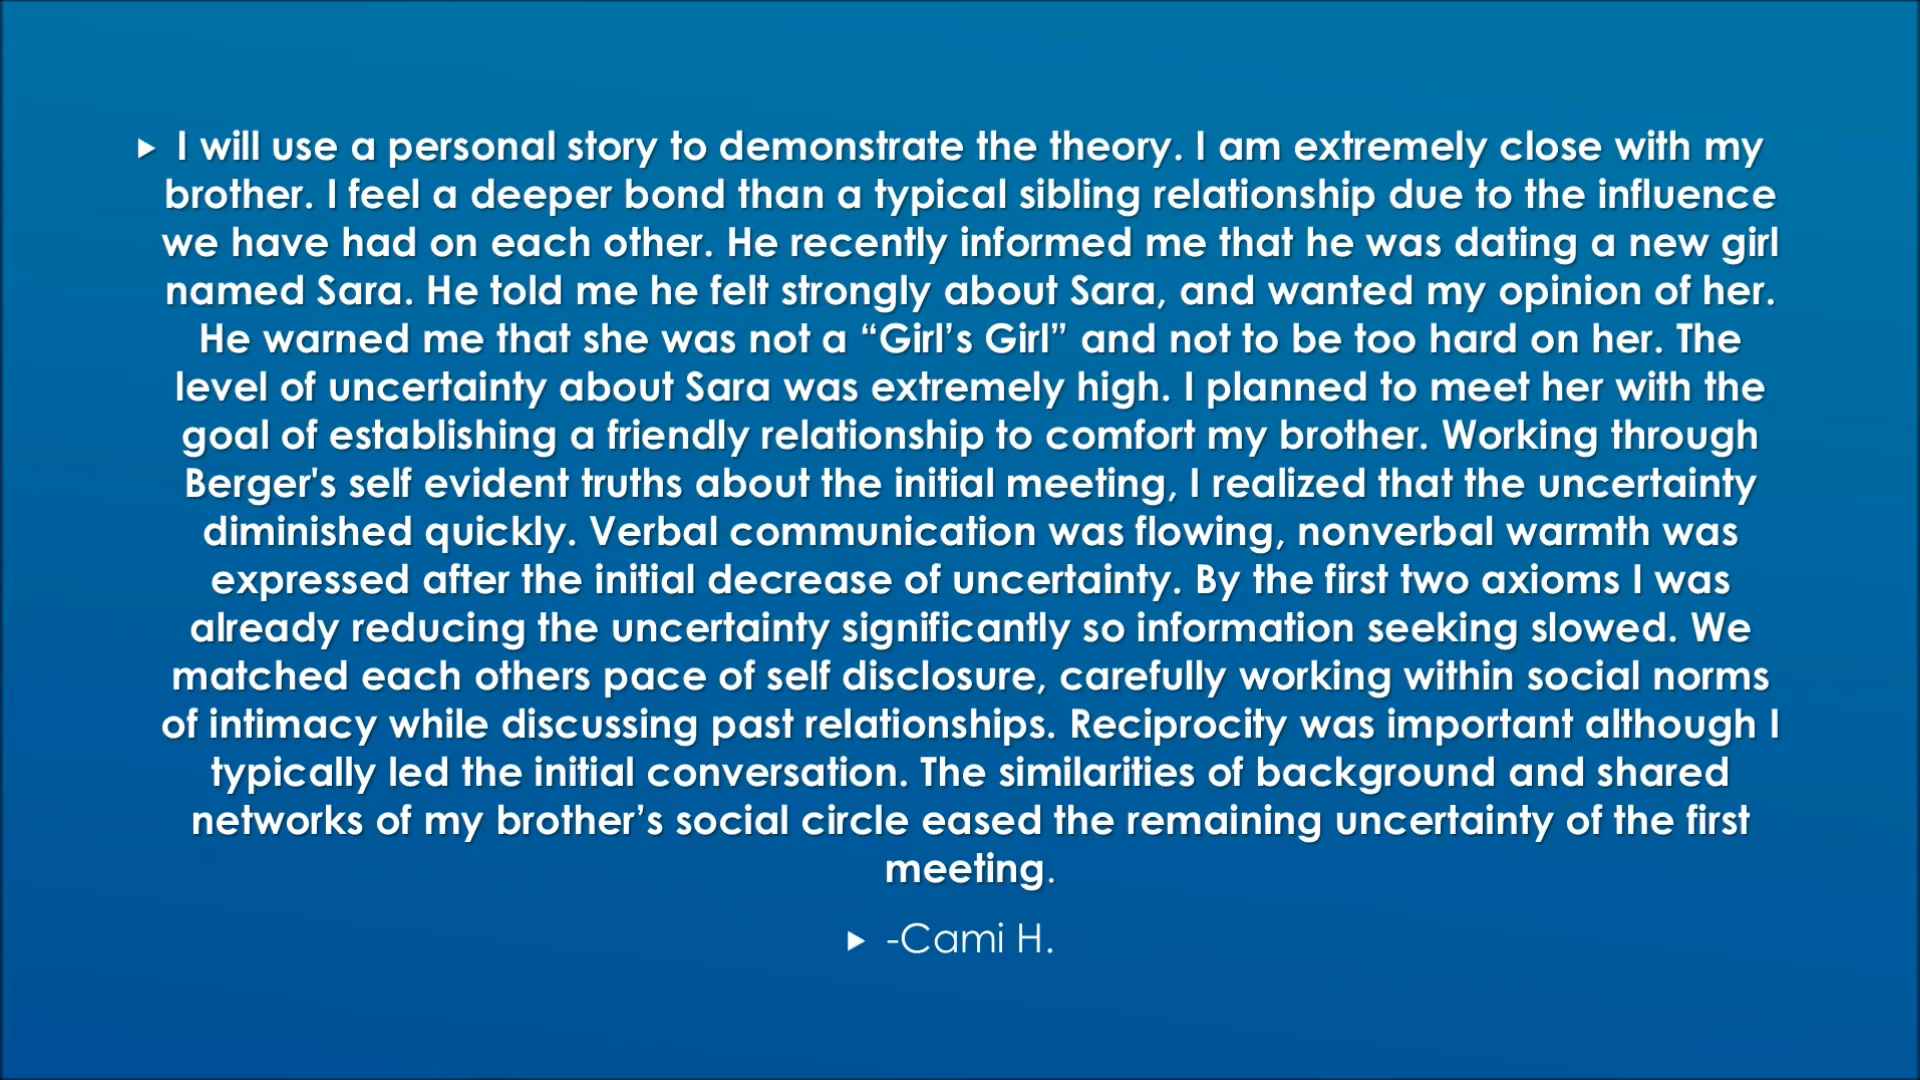 ▶ I will use a personal story to demonstrate the theory. I am extremely close with my
brother. I feel a deeper bond than a typical sibling relationship due to the influence
we have had on each other. He recently informed me that he was dating a new girl
named Sara. He told me he felt strongly about Sara, and wanted my opinion of her.
He warned me that she was not a “Girl’s Girl” and not to be too hard on her. The
level of uncertainty about Sara was extremely high. I planned to meet her with the
goal of establishing a friendly relationship to comfort my brother. Working through
Berger's self evident truths about the initial meeting, I realized that the uncertainty
diminished quickly. Verbal communication was flowing, nonverbal warmth was
expressed after the initial decrease of uncertainty. By the first two axioms I was
already reducing the uncertainty significantly so information seeking slowed. We
matched each others pace of self disclosure, carefully working within social norms
of intimacy while discussing past relationships. Reciprocity was important although I
typically led the initial conversation. The similarities of background and shared
networks of my brother’s social circle eased the remaining uncertainty of the first
meeting.
▶ -Cami H.